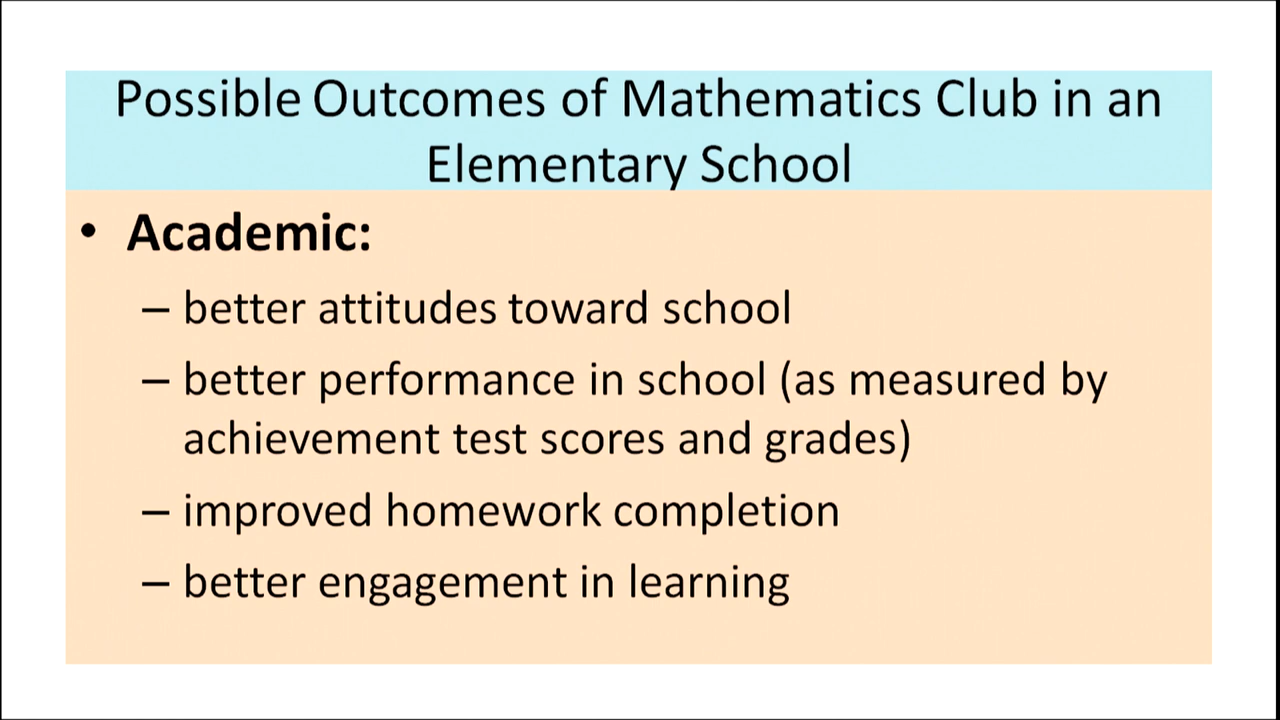 Possible Outcomes of Mathematics Club in an
Elementary School
• Academic:
– better attitudes toward school
– better performance in school (as measured by
achievement test scores and grades)
– improved homework completion
– better engagement in learning